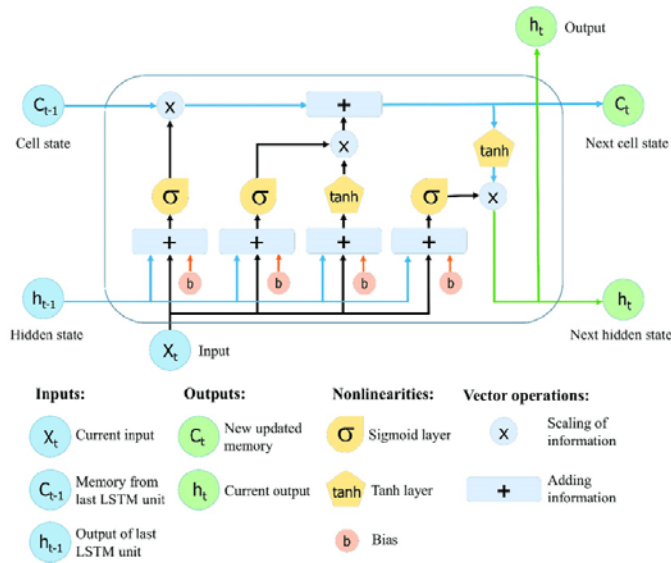 hₜ
Output
Cₜ₋₁
x
+
Cₜ
Cell state
Next cell state
x
tanh
σ
σ
tanh
σ
x
+
+
+
+
b
b
b
b
hₜ₋₁
hₜ
Hidden state
Next hidden state
Xₜ
Input
Inputs:
Outputs:
Nonlinearities:
Vector operations:
Xₜ
Current input
Cₜ
New updated
memory
σ
Sigmoid layer
x
Scaling of
information
Cₜ₋₁
Memory from
last LSTM unit
hₜ
Current output
tanh
Tanh layer
+
Adding
information
hₜ₋₁
Output of last
LSTM unit
b
Bias